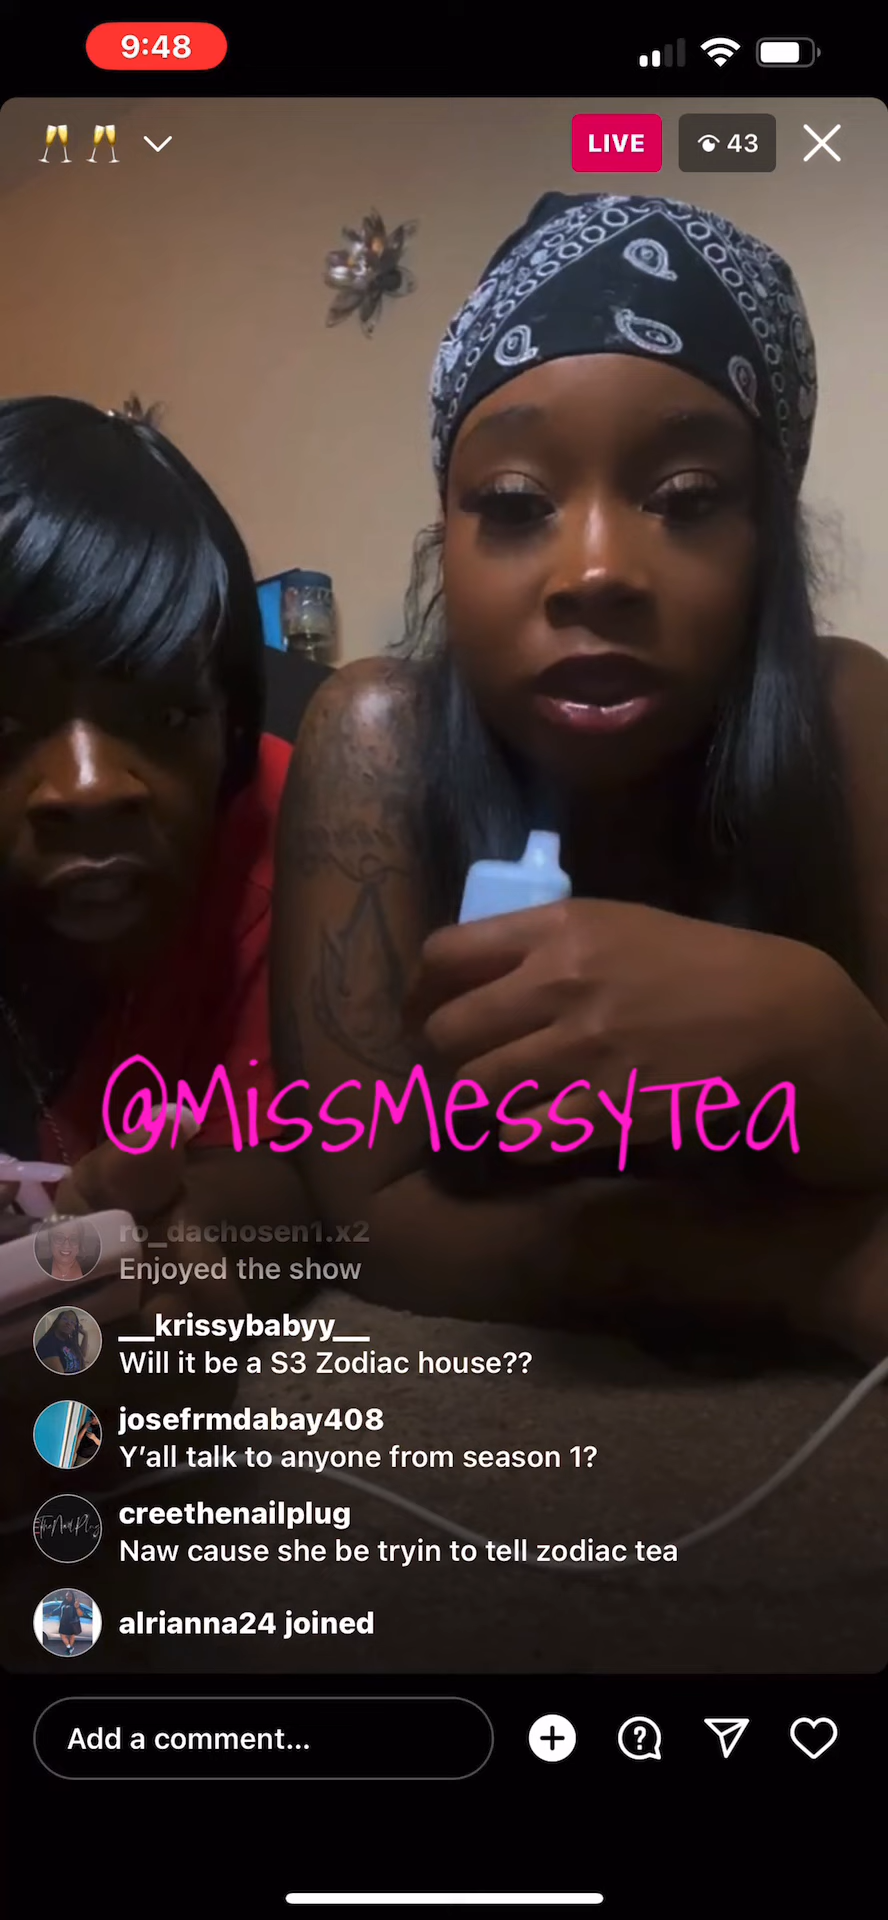 9:48
LIVE
43
@MissMessyTea
ro_dachosen1.x2
Enjoyed the show
__krissybabyy__
Will it be a S3 Zodiac house??
josefrmdabay408
Y'all talk to anyone from season 1?
creethenailplug
Naw cause she be tryin to tell zodiac tea
alrianna24 joined
Add a comment...